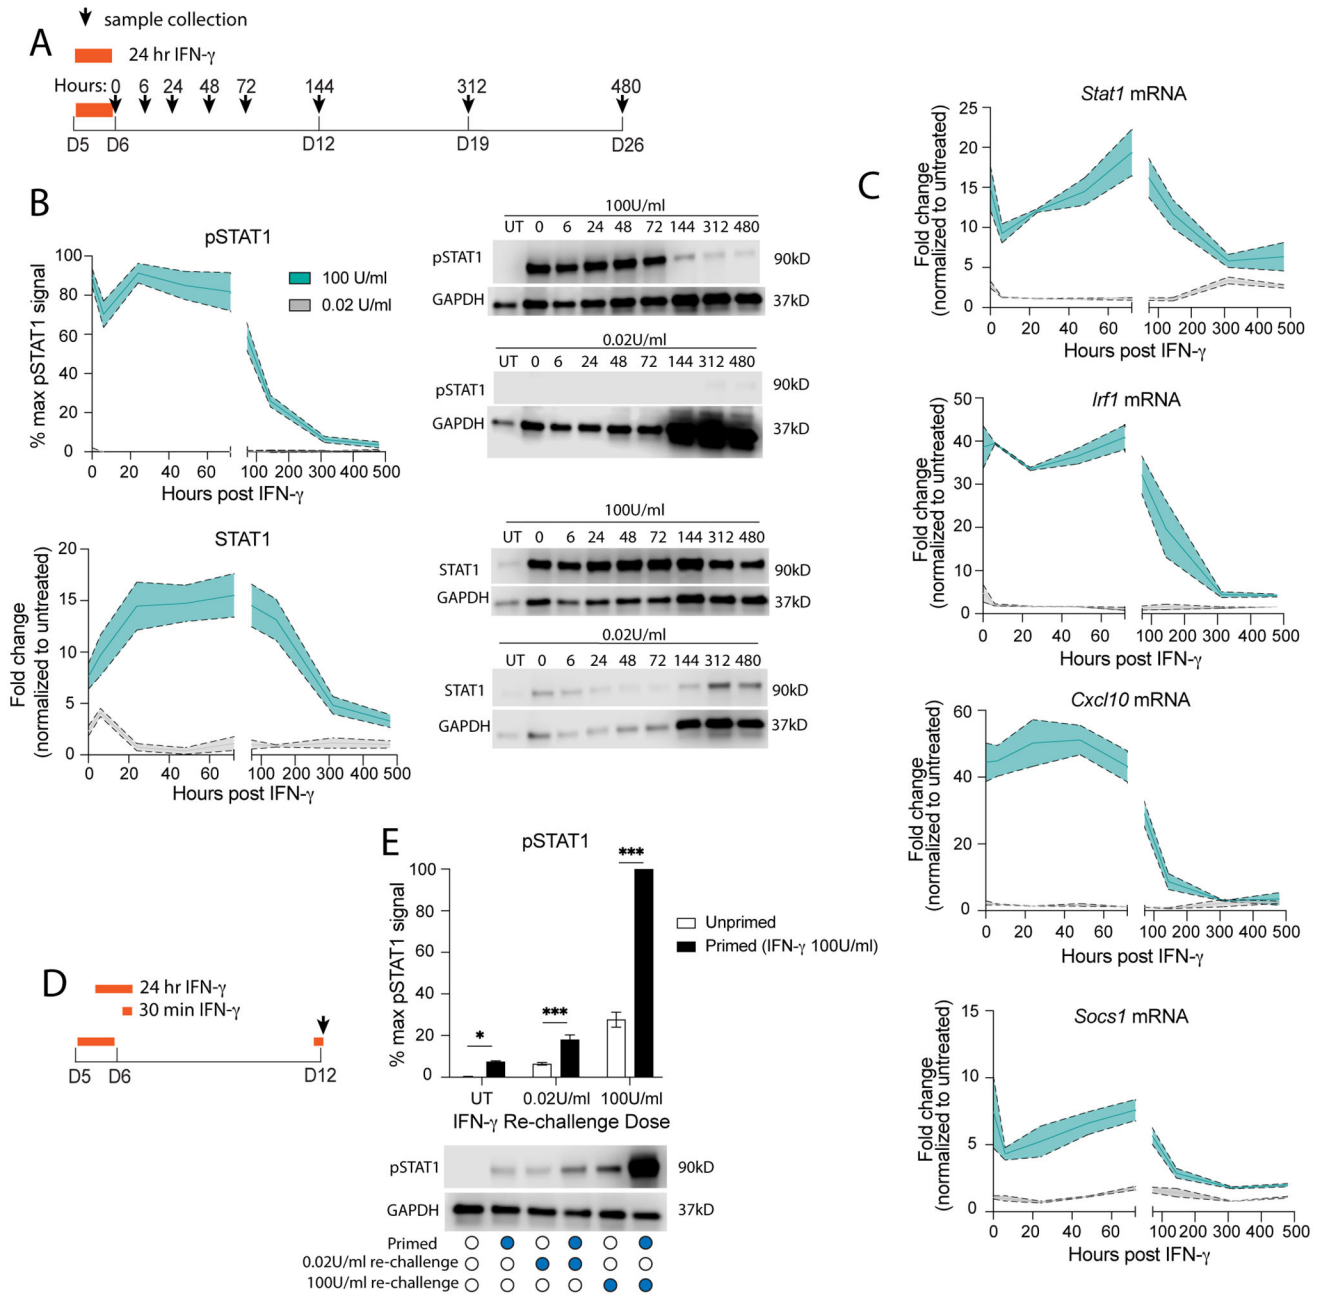 sample collection
A
24 hr IFN-γ
Hours: 0 6 24 48 72 144 312 480
D5 D6 D12 D19 D26
B
pSTAT1
% max pSTAT1 signal
100
80
60
40
20
0
100 U/ml
0.02 U/ml
0 20 40 60 100 200 300 400 500
Hours post IFN-γ
100U/ml
UT 0 6 24 48 72 144 312 480
pSTAT1 90kD
GAPDH 37kD
0.02U/ml
UT 0 6 24 48 72 144 312 480
pSTAT1 90kD
GAPDH 37kD
STAT1
Fold change
(normalized to untreated)
20
15
10
5
0
0 20 40 60 100 200 300 400 500
Hours post IFN-γ
100U/ml
UT 0 6 24 48 72 144 312 480
STAT1 90kD
GAPDH 37kD
0.02U/ml
UT 0 6 24 48 72 144 312 480
STAT1 90kD
GAPDH 37kD
C
Stat1 mRNA
Fold change
(normalized to untreated)
25
20
15
10
5
0
0 20 40 60 100 200 300 400 500
Hours post IFN-γ
Irf1 mRNA
Fold change
(normalized to untreated)
50
40
30
20
10
0
0 20 40 60 100 200 300 400 500
Hours post IFN-γ
Cxcl10 mRNA
Fold change
(normalized to untreated)
60
40
20
0
0 20 40 60 100 200 300 400 500
Hours post IFN-γ
Socs1 mRNA
Fold change
(normalized to untreated)
15
10
5
0
0 20 40 60 100 200 300 400 500
Hours post IFN-γ
D
24 hr IFN-γ
30 min IFN-γ
D5 D6 D12
E
pSTAT1
% max pSTAT1 signal
100
80
60
40
20
0
*
***
***
Unprimed
Primed (IFN-γ 100U/ml)
UT 0.02U/ml 100U/ml
IFN-γ Re-challenge Dose
pSTAT1 90kD
GAPDH 37kD
Primed
0.02U/ml re-challenge
100U/ml re-challenge